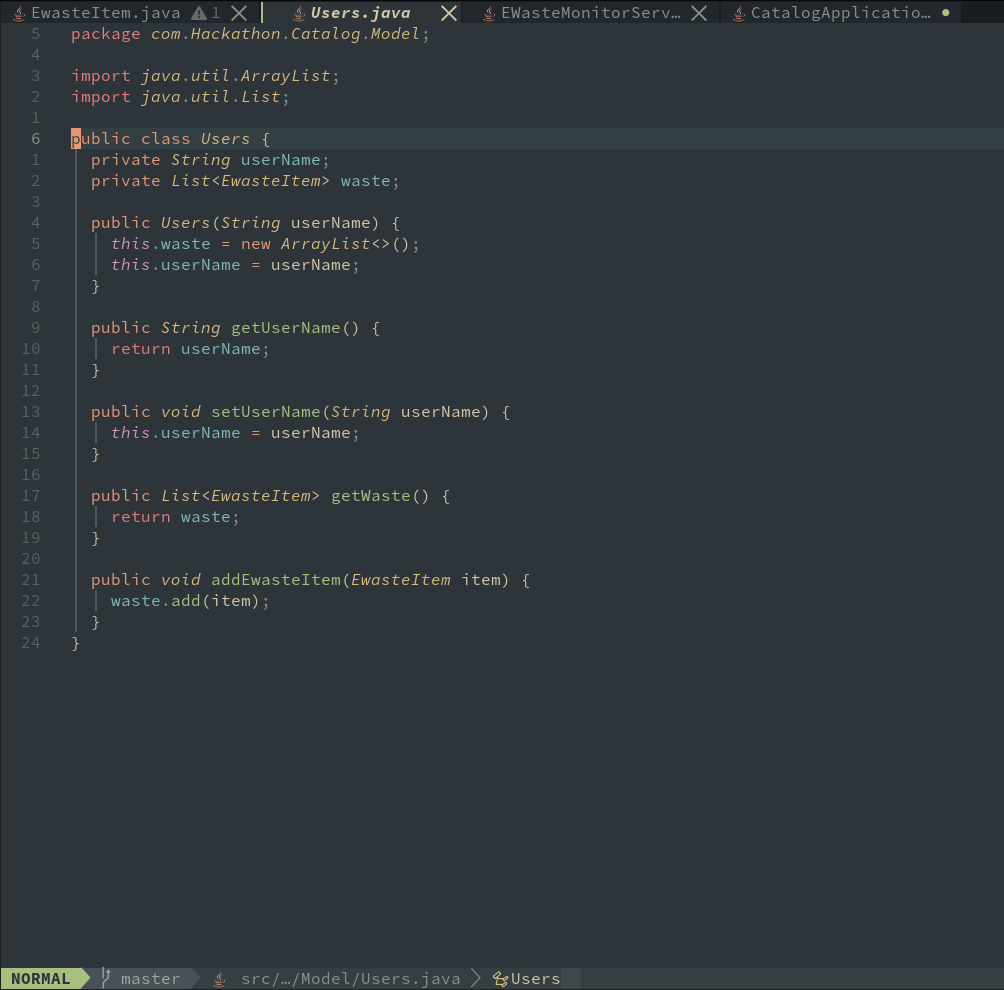 EwasteItem.java 1 Users.java EWasteMonitorServ… CatalogApplicatio…
5 package com.Hackathon.Catalog.Model;
4
3 import java.util.ArrayList;
2 import java.util.List;
1
6 public class Users {
1 private String userName;
2 private List<EwasteItem> waste;
3
4 public Users(String userName) {
5 this.waste = new ArrayList<>();
6 this.userName = userName;
7 }
8
9 public String getUserName() {
10 return userName;
11 }
12
13 public void setUserName(String userName) {
14 this.userName = userName;
15 }
16
17 public List<EwasteItem> getWaste() {
18 return waste;
19 }
20
21 public void addEwasteItem(EwasteItem item) {
22 waste.add(item);
23 }
24 }
NORMAL master src/…/Model/Users.java Users